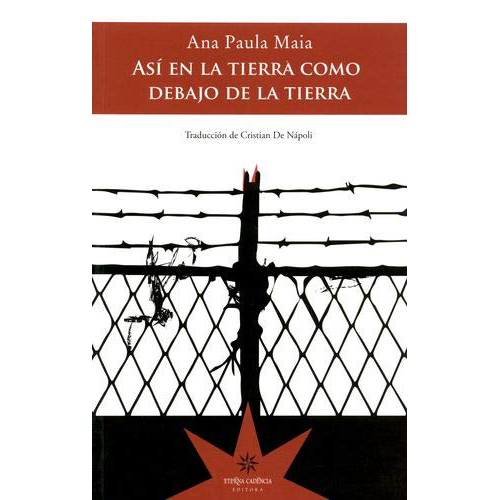 Ana Paula Maia
ASÍ EN LA TIERRA COMO
DEBAJO DE LA TIERRA
Traducción de Cristian De Nápoli
ETERNA CADENCIA
EDITORA